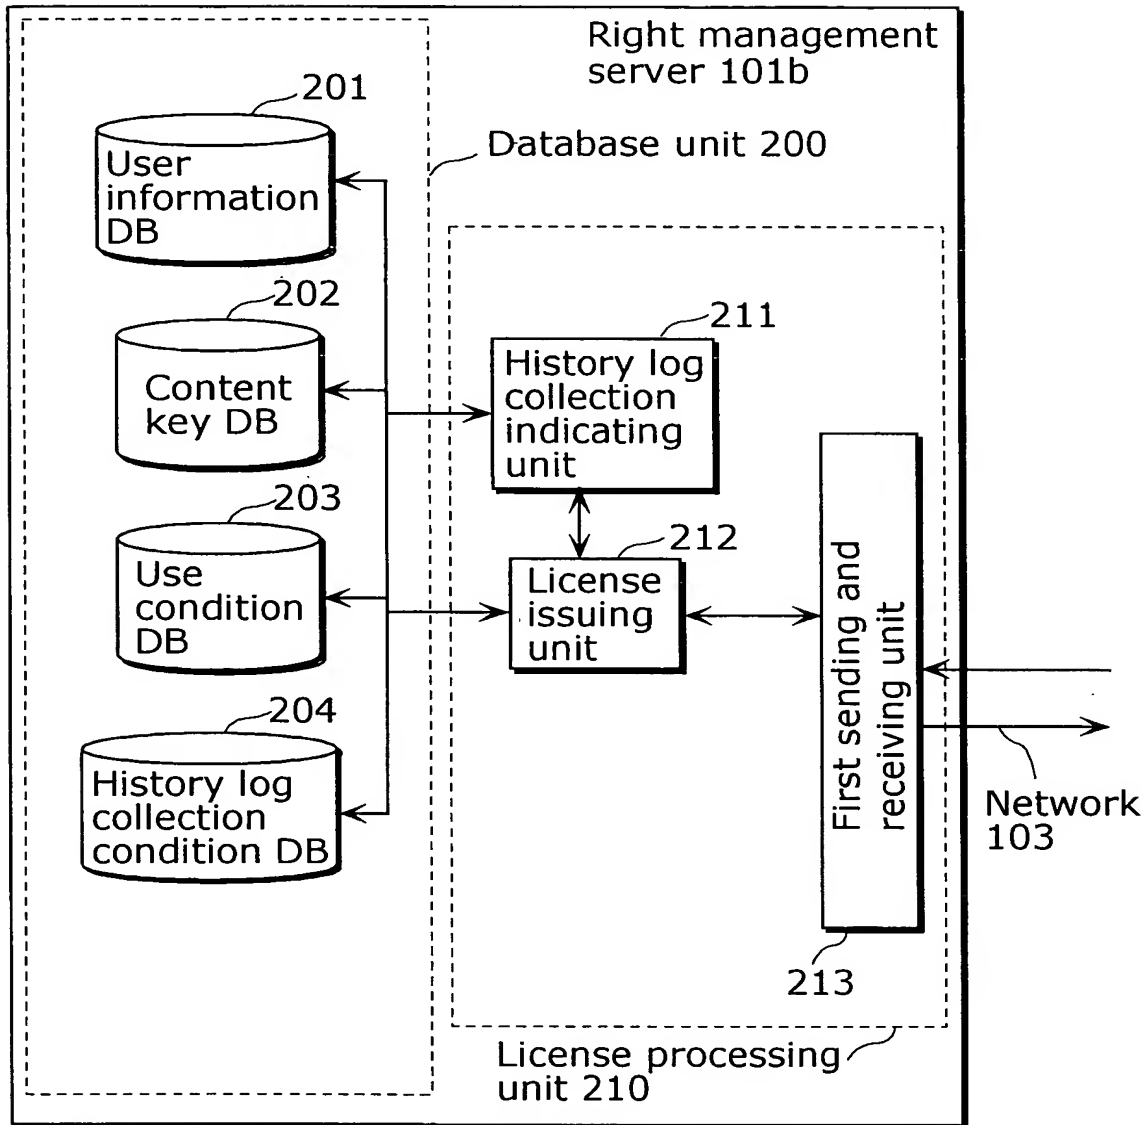 Right management
server 101b
201
User
information
DB
Database unit 200
202
Content
key DB
211
History log
collection
indicating
unit
203
Use
condition
DB
212
License
issuing
unit
First sending and
receiving unit
204
History log
collection
condition DB
Network
103
213
License processing
unit 210